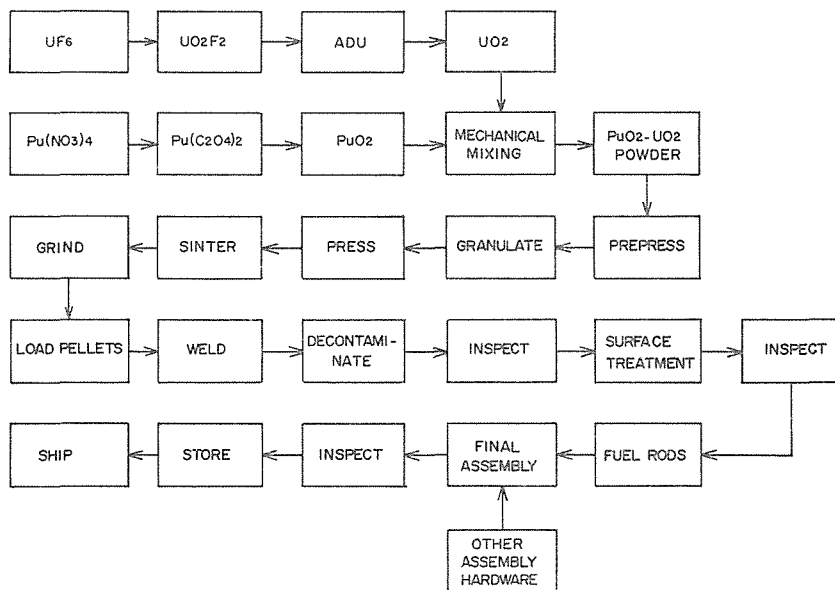 UF6
UO2F2
ADU
UO2
Pu(NO3)4
Pu(C2O4)2
PuO2
MECHANICAL
MIXING
PuO2-UO2
POWDER
GRIND
SINTER
PRESS
GRANULATE
PREPRESS
LOAD PELLETS
WELD
DECONTAMI-
NATE
INSPECT
SURFACE
TREATMENT
INSPECT
SHIP
STORE
INSPECT
FINAL
ASSEMBLY
FUEL RODS
OTHER
ASSEMBLY
HARDWARE